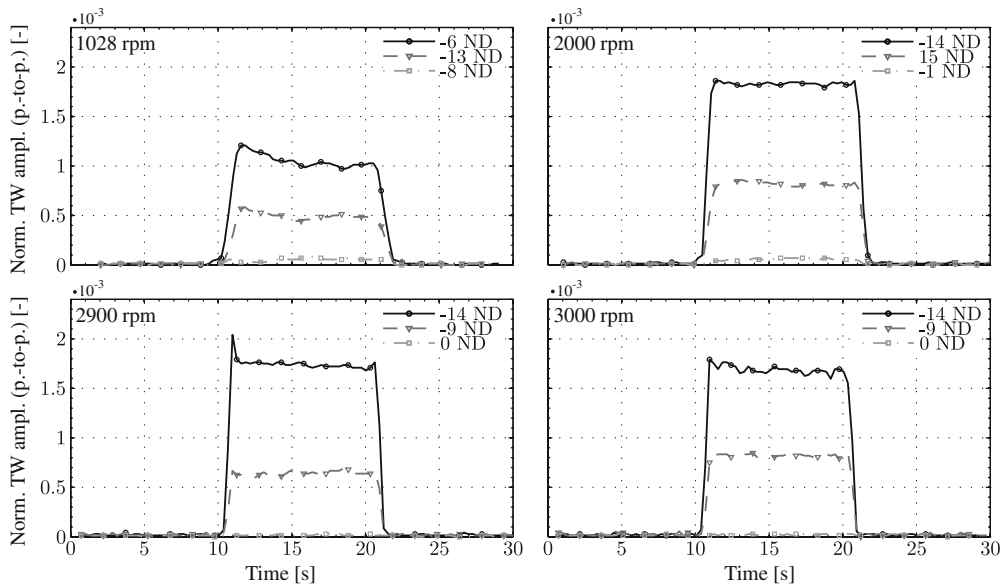 •10⁻³
•10⁻³
1028 rpm
-6 ND
-13 ND
-8 ND
2000 rpm
-14 ND
15 ND
-1 ND
Norm. TW ampl. (p.-to-p.) [-]
2
1.5
1
0.5
0
•10⁻³
•10⁻³
2900 rpm
-14 ND
-9 ND
0 ND
3000 rpm
-14 ND
-9 ND
0 ND
Norm. TW ampl. (p.-to-p.) [-]
2
1.5
1
0.5
0
0 5 10 15 20 25 30
0 5 10 15 20 25 30
Time [s]
Time [s]